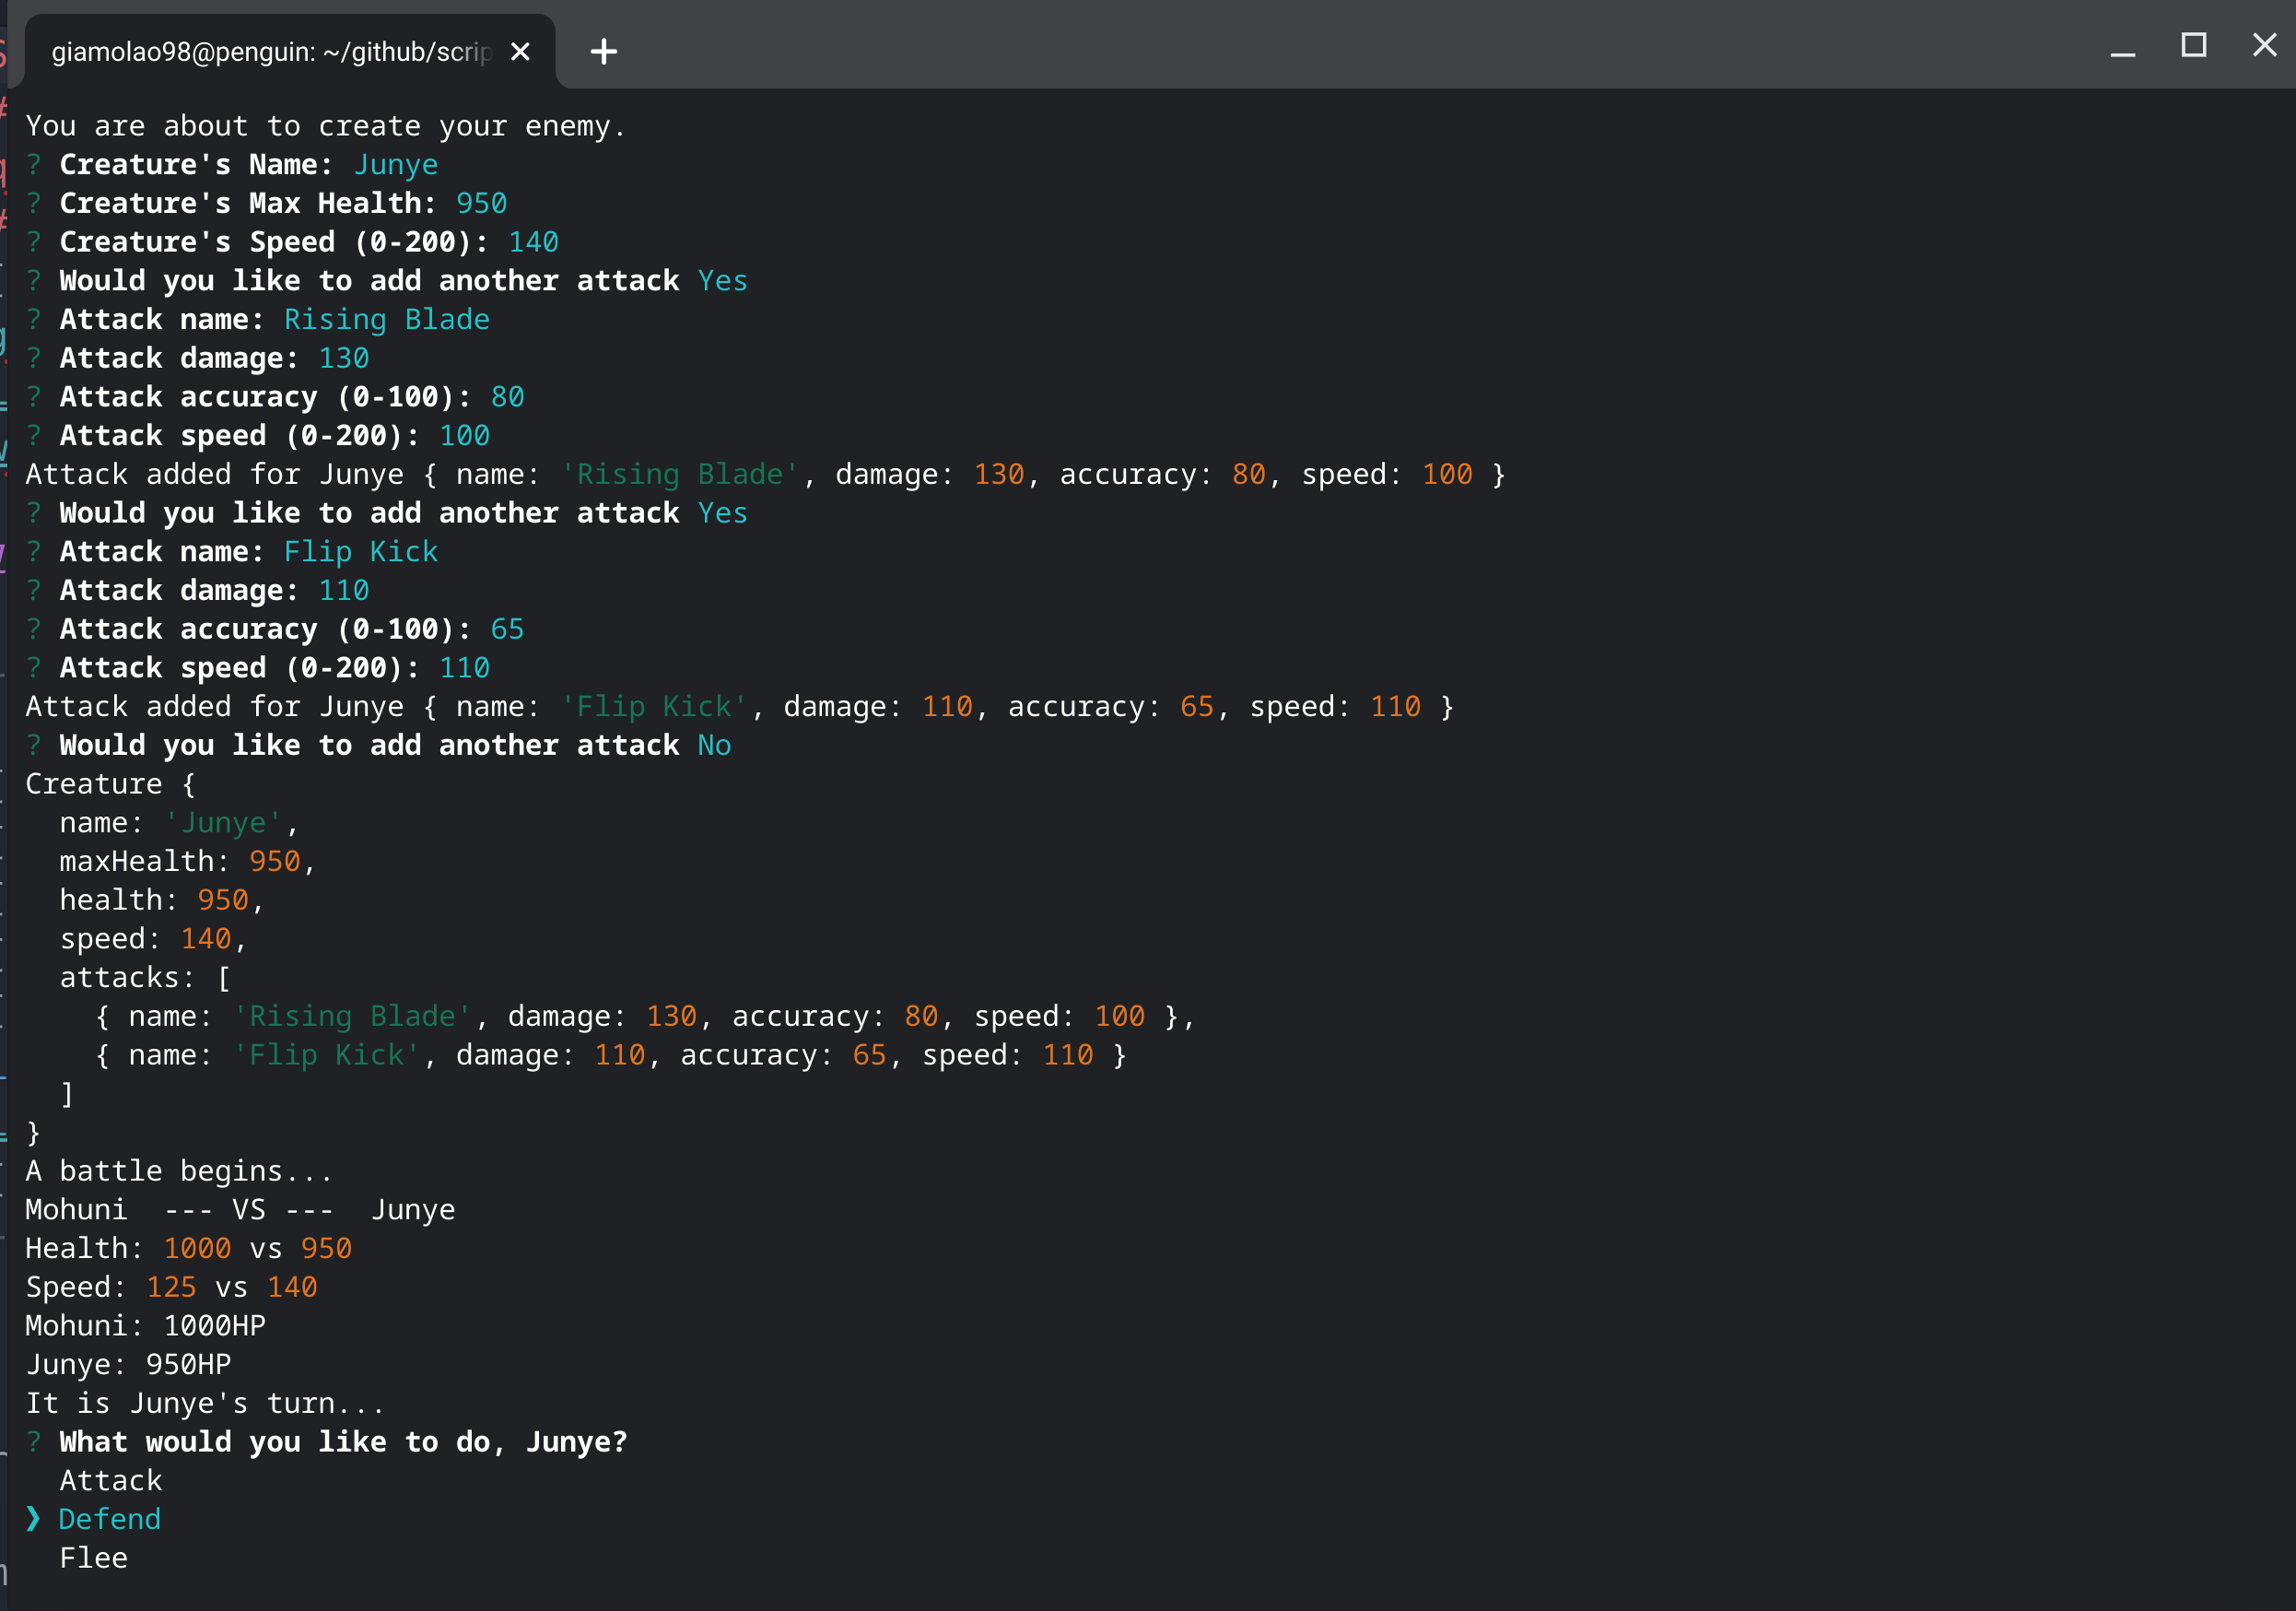 giamolao98@penguin: ~/github/scrip
You are about to create your enemy.
? Creature's Name: Junye
? Creature's Max Health: 950
? Creature's Speed (0-200): 140
? Would you like to add another attack Yes
? Attack name: Rising Blade
? Attack damage: 130
? Attack accuracy (0-100): 80
? Attack speed (0-200): 100
Attack added for Junye { name: 'Rising Blade', damage: 130, accuracy: 80, speed: 100 }
? Would you like to add another attack Yes
? Attack name: Flip Kick
? Attack damage: 110
? Attack accuracy (0-100): 65
? Attack speed (0-200): 110
Attack added for Junye { name: 'Flip Kick', damage: 110, accuracy: 65, speed: 110 }
? Would you like to add another attack No
Creature {
  name: 'Junye',
  maxHealth: 950,
  health: 950,
  speed: 140,
  attacks: [
    { name: 'Rising Blade', damage: 130, accuracy: 80, speed: 100 },
    { name: 'Flip Kick', damage: 110, accuracy: 65, speed: 110 }
  ]
}
A battle begins...
Mohuni  --- VS ---  Junye
Health: 1000 vs 950
Speed: 125 vs 140
Mohuni: 1000HP
Junye: 950HP
It is Junye's turn...
? What would you like to do, Junye?
  Attack
❯ Defend
  Flee